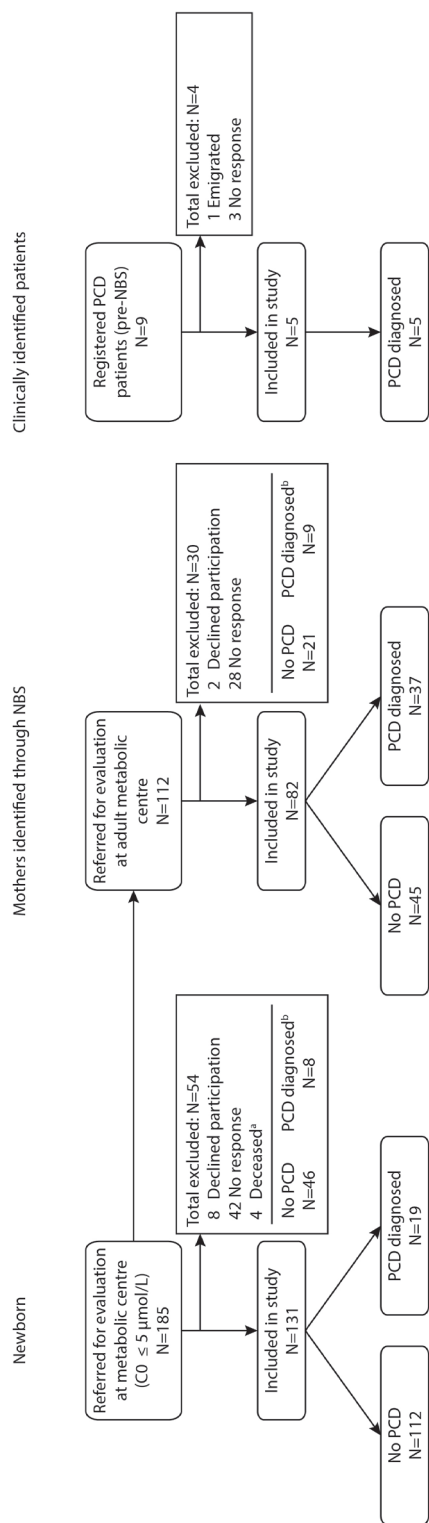 Newborn
Referred for evaluation
at metabolic centre
(C0 ≤ 5 μmol/L)
N=185
Total excluded: N=54
8 Declined participation
42 No response
4 Deceasedᵃ
No PCD PCD diagnosedᵇ
N=46 N=8
Included in study
N=131
No PCD
N=112
PCD diagnosed
N=19
Mothers identified through NBS
Referred for evaluation
at adult metabolic
centre
N=112
Total excluded: N=30
2 Declined participation
28 No response
No PCD PCD diagnosedᵇ
N=21 N=9
Included in study
N=82
No PCD
N=45
PCD diagnosed
N=37
Clinically identified patients
Registered PCD
patients (pre-NBS)
N=9
Total excluded: N=4
1 Emigrated
3 No response
Included in study
N=5
PCD diagnosed
N=5